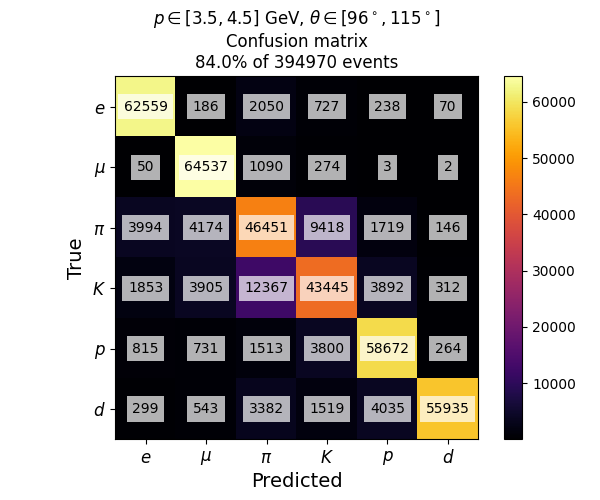 p ∈ [3.5, 4.5] GeV, θ ∈ [96°, 115°]
Confusion matrix
84.0% of 394970 events
e 62559 186 2050 727 238 70
μ 50 64537 1090 274 3 2
π 3994 4174 46451 9418 1719 146
K 1853 3905 12367 43445 3892 312
p 815 731 1513 3800 58672 264
d 299 543 3382 1519 4035 55935
e μ π K p d
True
Predicted
60000
50000
40000
30000
20000
10000